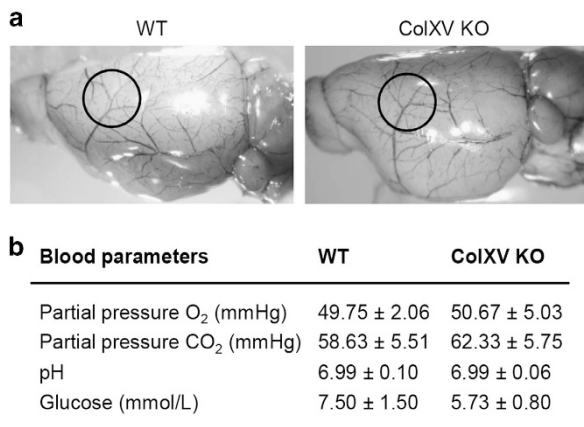 a
WT ColXV KO
b Blood parameters WT ColXV KO
Partial pressure O₂ (mmHg) 49.75 ± 2.06 50.67 ± 5.03
Partial pressure CO₂ (mmHg) 58.63 ± 5.51 62.33 ± 5.75
pH 6.99 ± 0.10 6.99 ± 0.06
Glucose (mmol/L) 7.50 ± 1.50 5.73 ± 0.80